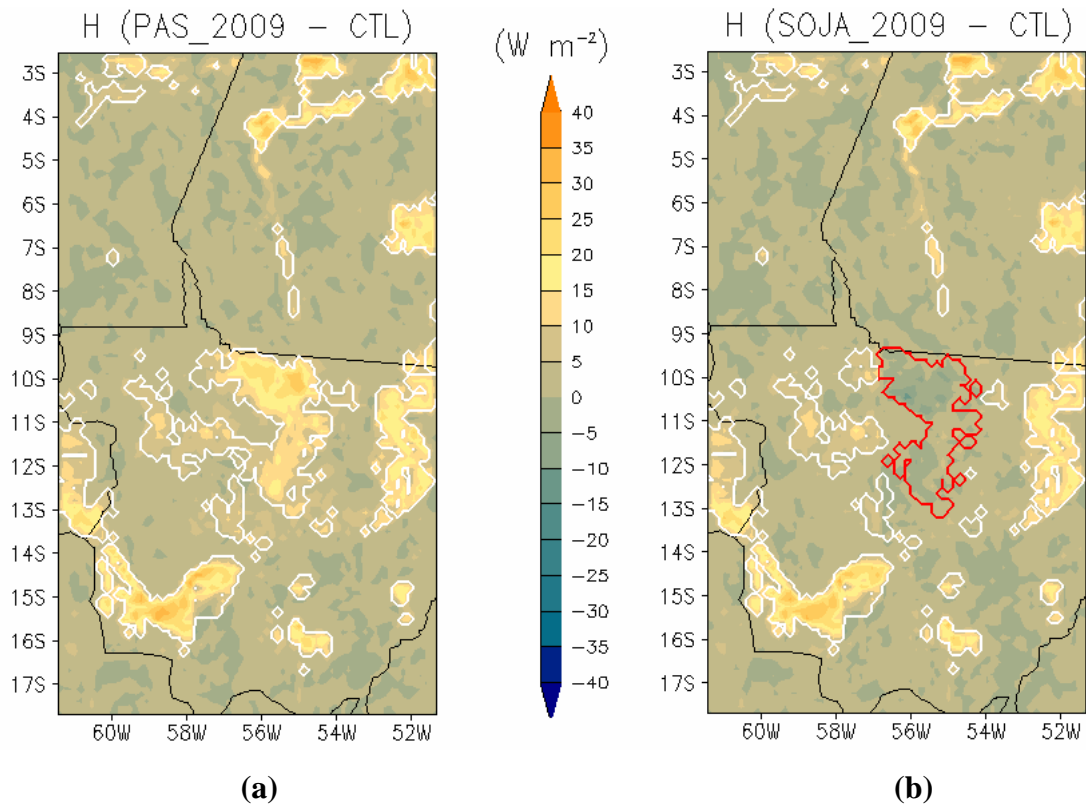 H (PAS_2009 – CTL)
(W m⁻²)
H (SOJA_2009 – CTL)
3S
4S
5S
6S
7S
8S
9S
10S
11S
12S
13S
14S
15S
16S
17S
60W 58W 56W 54W 52W
40
35
30
25
20
15
10
5
0
−5
−10
−15
−20
−25
−30
−35
−40
3S
4S
5S
6S
7S
8S
9S
10S
11S
12S
13S
14S
15S
16S
17S
60W 58W 56W 54W 52W
(a)
(b)